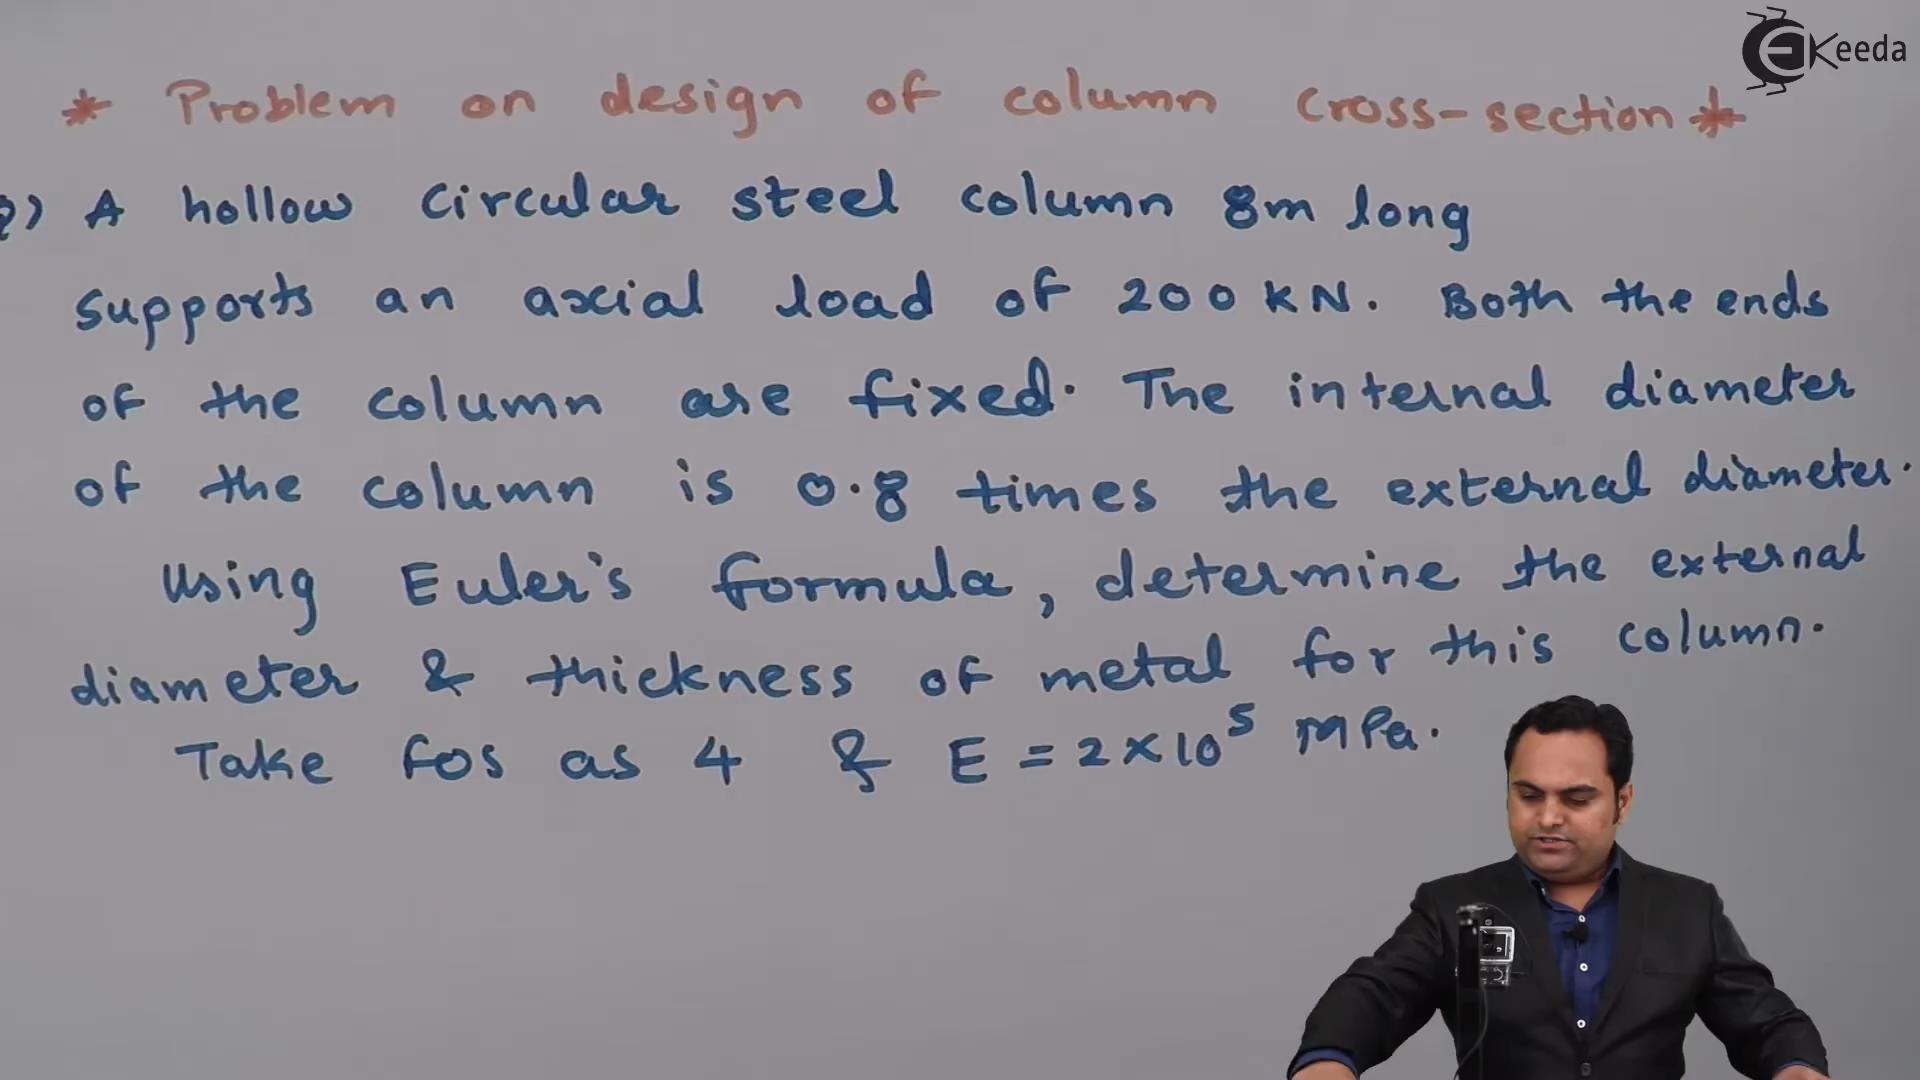 EKeeda
* Problem on design of column cross-section *
Q) A hollow circular steel column 8m long
supports an axial load of 200 KN. Both the ends
of the column are fixed. The internal diameter
of the column is 0.8 times the external diameter.
Using Euler's formula, determine the external
diameter & thickness of metal for this column.
Take FOS as 4 & E = 2×10⁵ MPa.